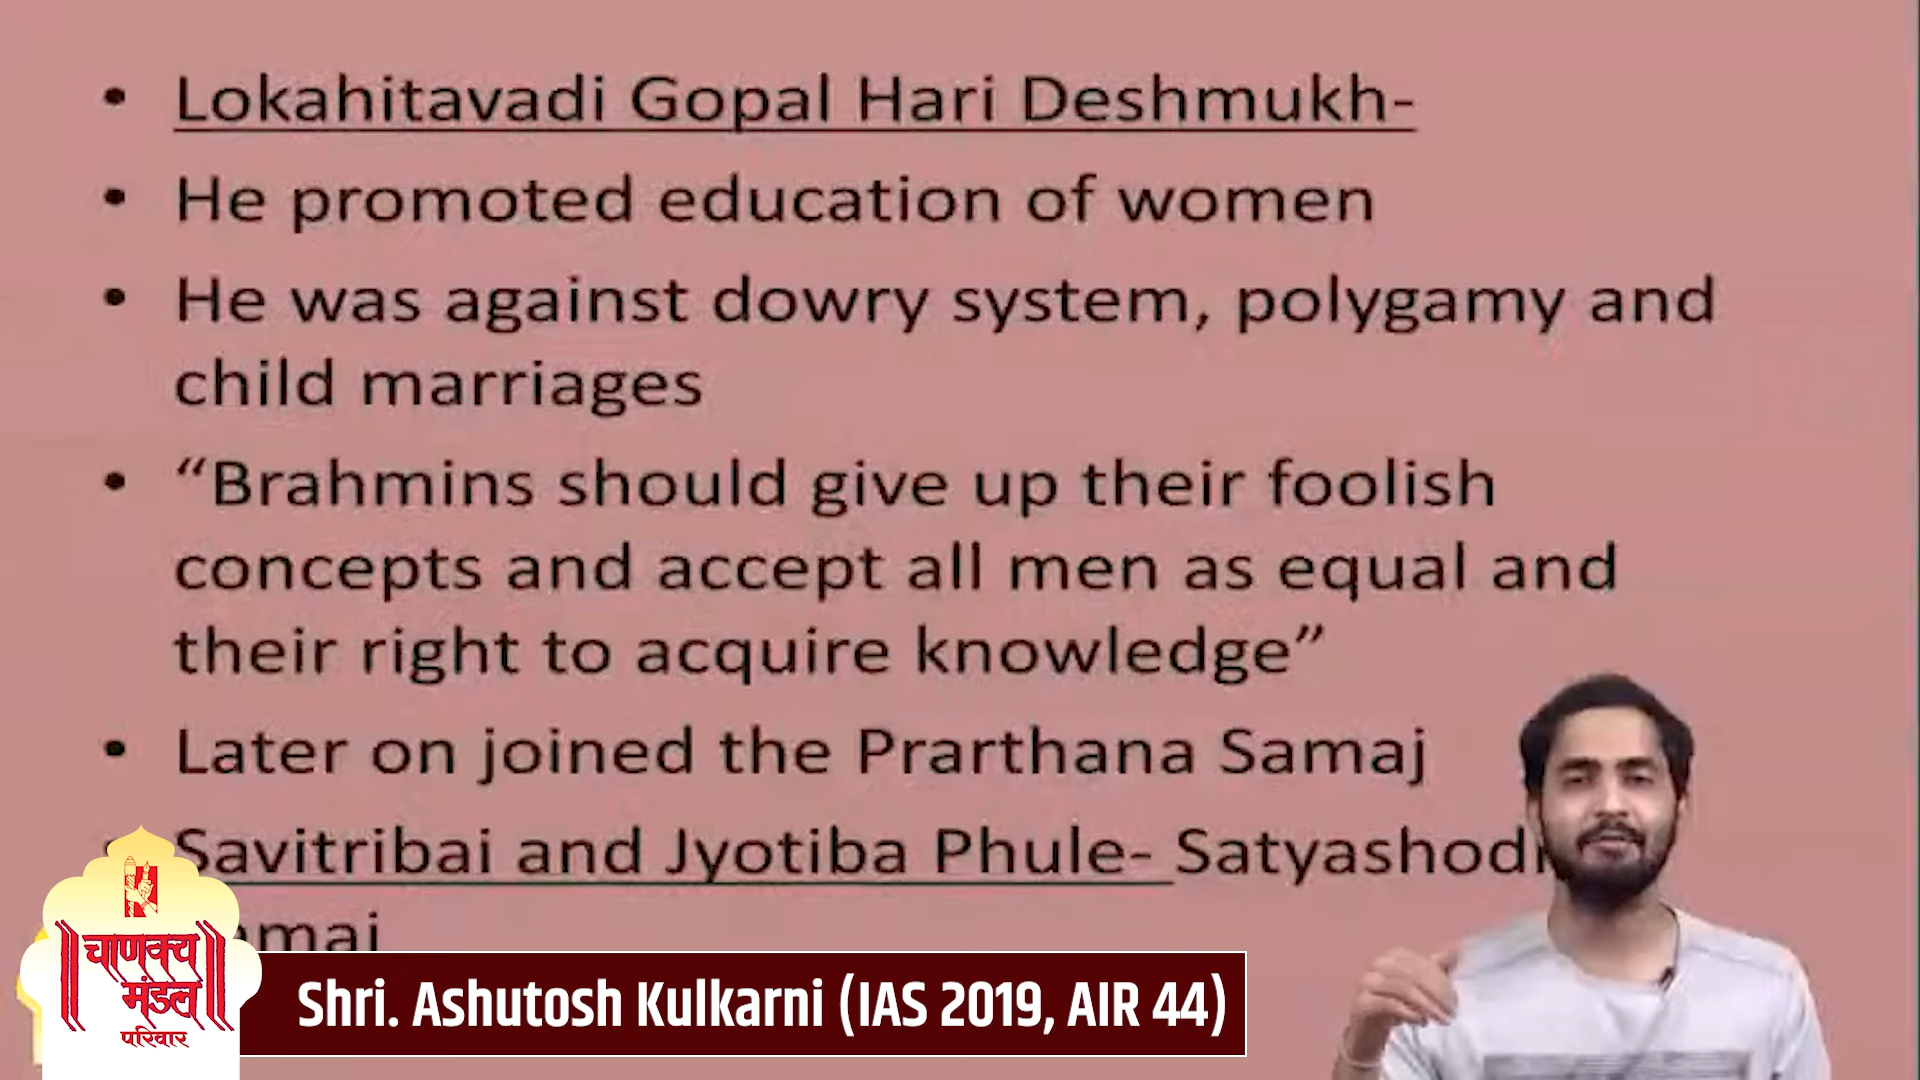 • Lokahitavadi Gopal Hari Deshmukh-
• He promoted education of women
• He was against dowry system, polygamy and
child marriages
• “Brahmins should give up their foolish
concepts and accept all men as equal and
their right to acquire knowledge”
• Later on joined the Prarthana Samaj
Savitribai and Jyotiba Phule- Satyashod
चाणक्य
मंडल
परिवार
Shri. Ashutosh Kulkarni (IAS 2019, AIR 44)